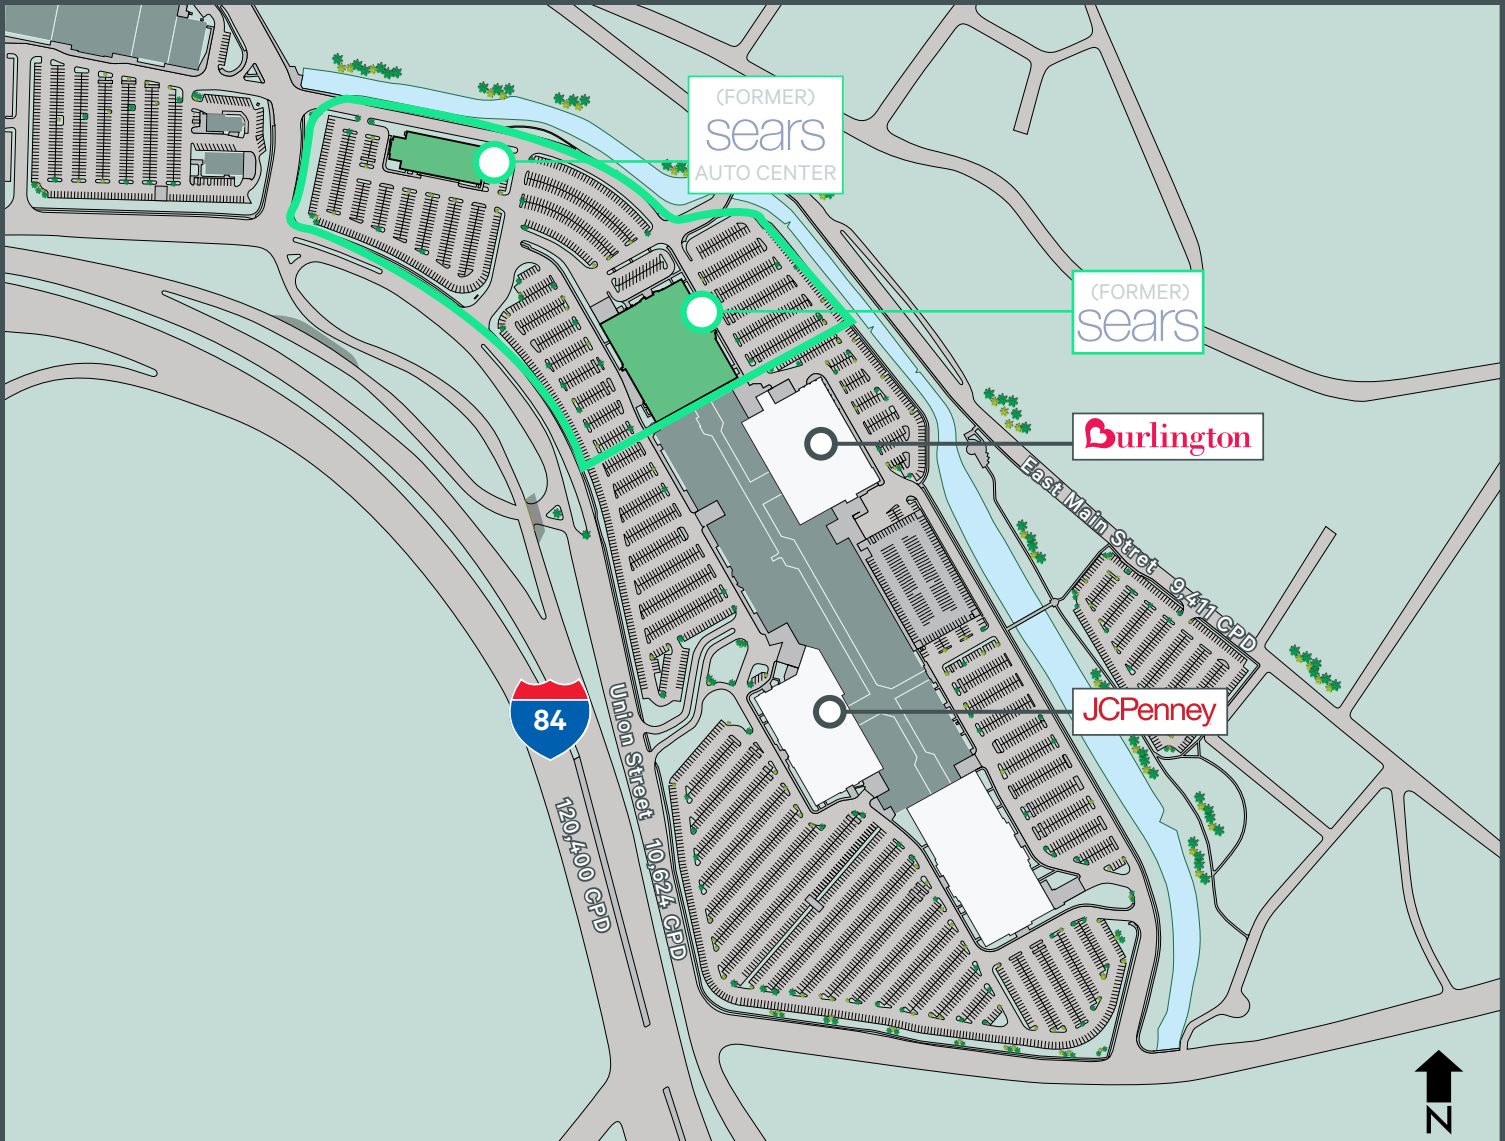 (FORMER)
sears
AUTO CENTER
(FORMER)
sears
Burlington
East Main Stret 9,411 CPD
JCPenney
84
Union Street 10,624 CPD
120,400 CPD
N